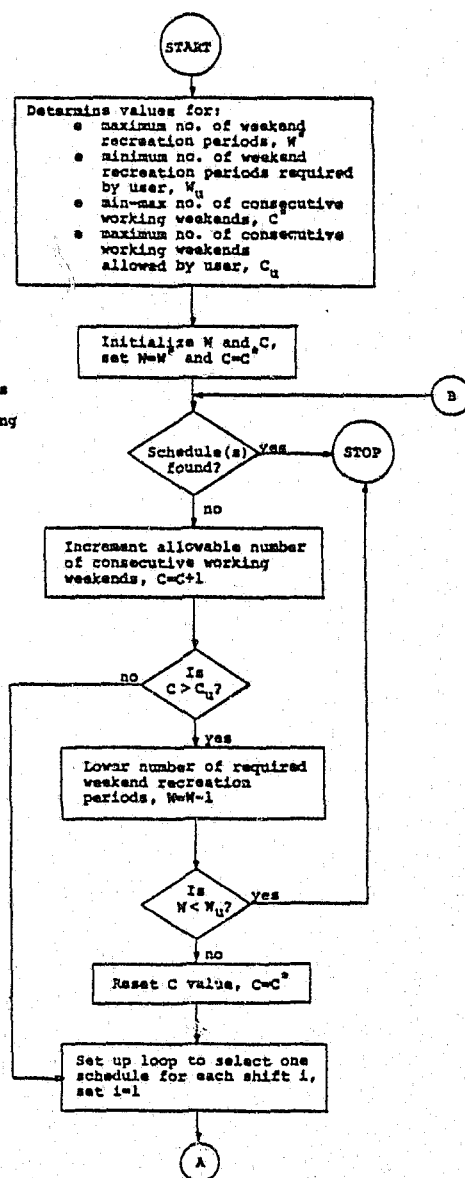 START
Determine values for:
• maximum no. of weekend
recreation periods, W*
• minimum no. of weekend
recreation periods required
by user, Wu
• min-max no. of consecutive
working weekends, C*
• maximum no. of consecutive
working weekends
allowed by user, Cu
Initialize W and C,
set W=W* and C=C*
B
s
ng
Schedule(s)
found?
yes
STOP
no
Increment allowable number
of consecutive working
weekends, C=C+1
no
Is
C > Cu?
yes
Lower number of required
weekend recreation
periods, W=W-1
Is
W < Wu?
yes
no
Reset C value, C=C*
Set up loop to select one
schedule for each shift i,
set i=1
A